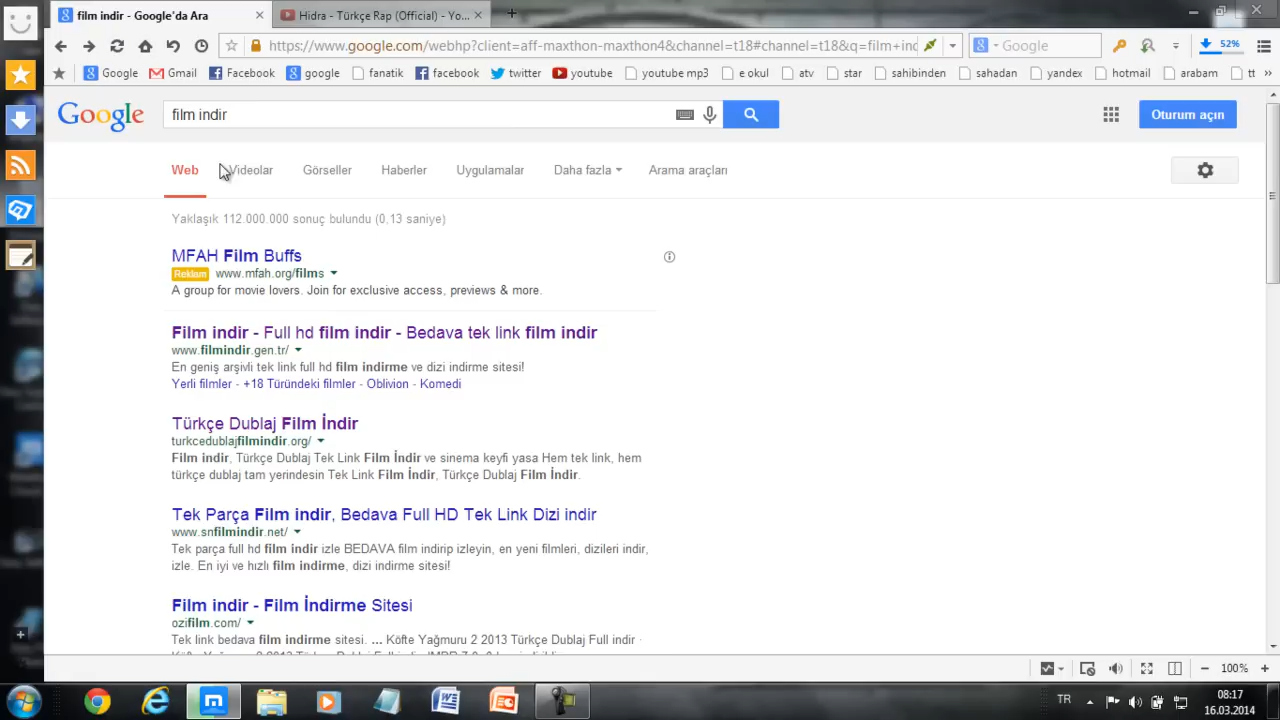 film indir - Google'da Ara
Hidra - Türkçe Rap (Official) - Yo...
https://www.google.com/webhp?client=aff-maxthon-maxthon4&channel=t18#channel=t18&q=film+in
Google
52%
Google
Gmail
Facebook
google
fanatik
facebook
twitter
youtube
youtube mp3
e okul
atv
star
sahibinden
sahadan
yandex
hotmail
arabam
tt
Google
film indir
Oturum açın
Web
Videolar
Görseller
Haberler
Uygulamalar
Daha fazla
Arama araçları
Yaklaşık 112.000.000 sonuç bulundu (0,13 saniye)
MFAH Film Buffs
Reklam www.mfah.org/films
A group for movie lovers. Join for exclusive access, previews & more.
Film indir - Full hd film indir - Bedava tek link film indir
www.filmindir.gen.tr/
En geniş arşivli tek link full hd film indirme ve dizi indirme sitesi!
Yerli filmler - +18 Türündeki filmler - Oblivion - Komedi
Türkçe Dublaj Film İndir
turkcedublajfilmindir.org/
Film indir, Türkçe Dublaj Tek Link Film İndir ve sinema keyfi yasa Hem tek link, hem
türkçe dublaj tam yerindesin Tek Link Film İndir, Türkçe Dublaj Film İndir.
Tek Parça Film indir, Bedava Full HD Tek Link Dizi indir
www.snfilmindir.net/
Tek parça full hd film indir izle BEDAVA film indirip izleyin, en yeni filmleri, dizileri indir,
izle. En iyi ve hızlı film indirme, dizi indirme sitesi!
Film indir - Film İndirme Sitesi
ozifilm.com/
Tek link bedava film indirme sitesi. ... Köfte Yağmuru 2 2013 Türkçe Dublaj Full indir ·
100%
TR
08:17
16.03.2014